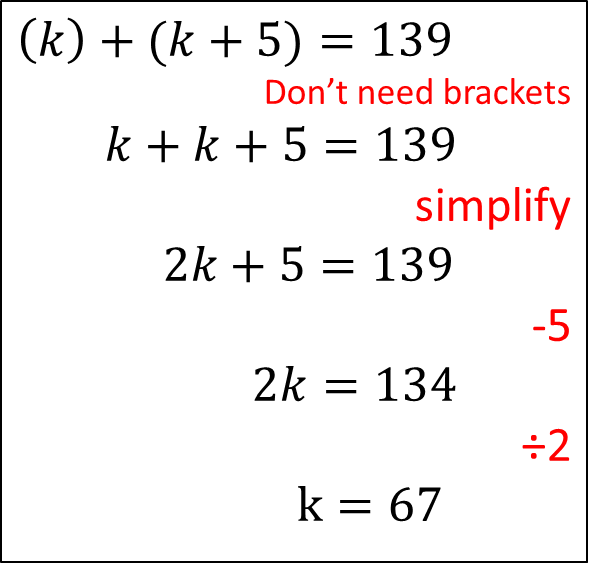 (k) + (k + 5) = 139
Don’t need brackets
k + k + 5 = 139
simplify
2k + 5 = 139
-5
2k = 134
÷2
k = 67